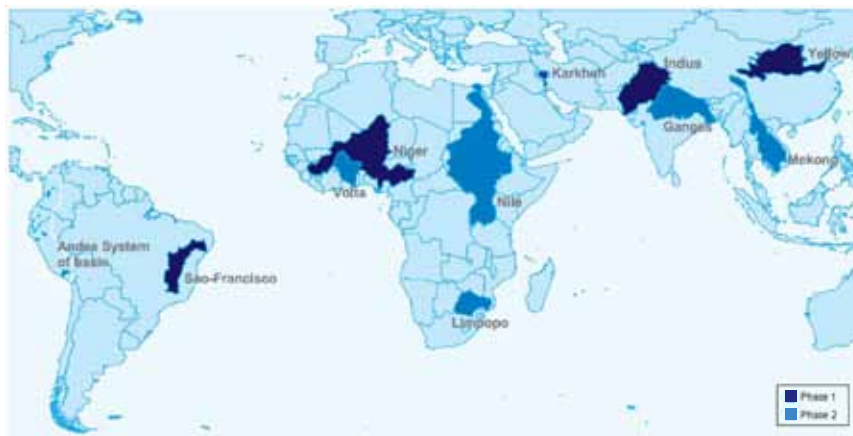 Yellow
Indus
Karkheh
Ganges
Mekong
Niger
Volta
Nile
Andes System
of basin
Sao-Francisco
Limpopo
Phase 1
Phase 2